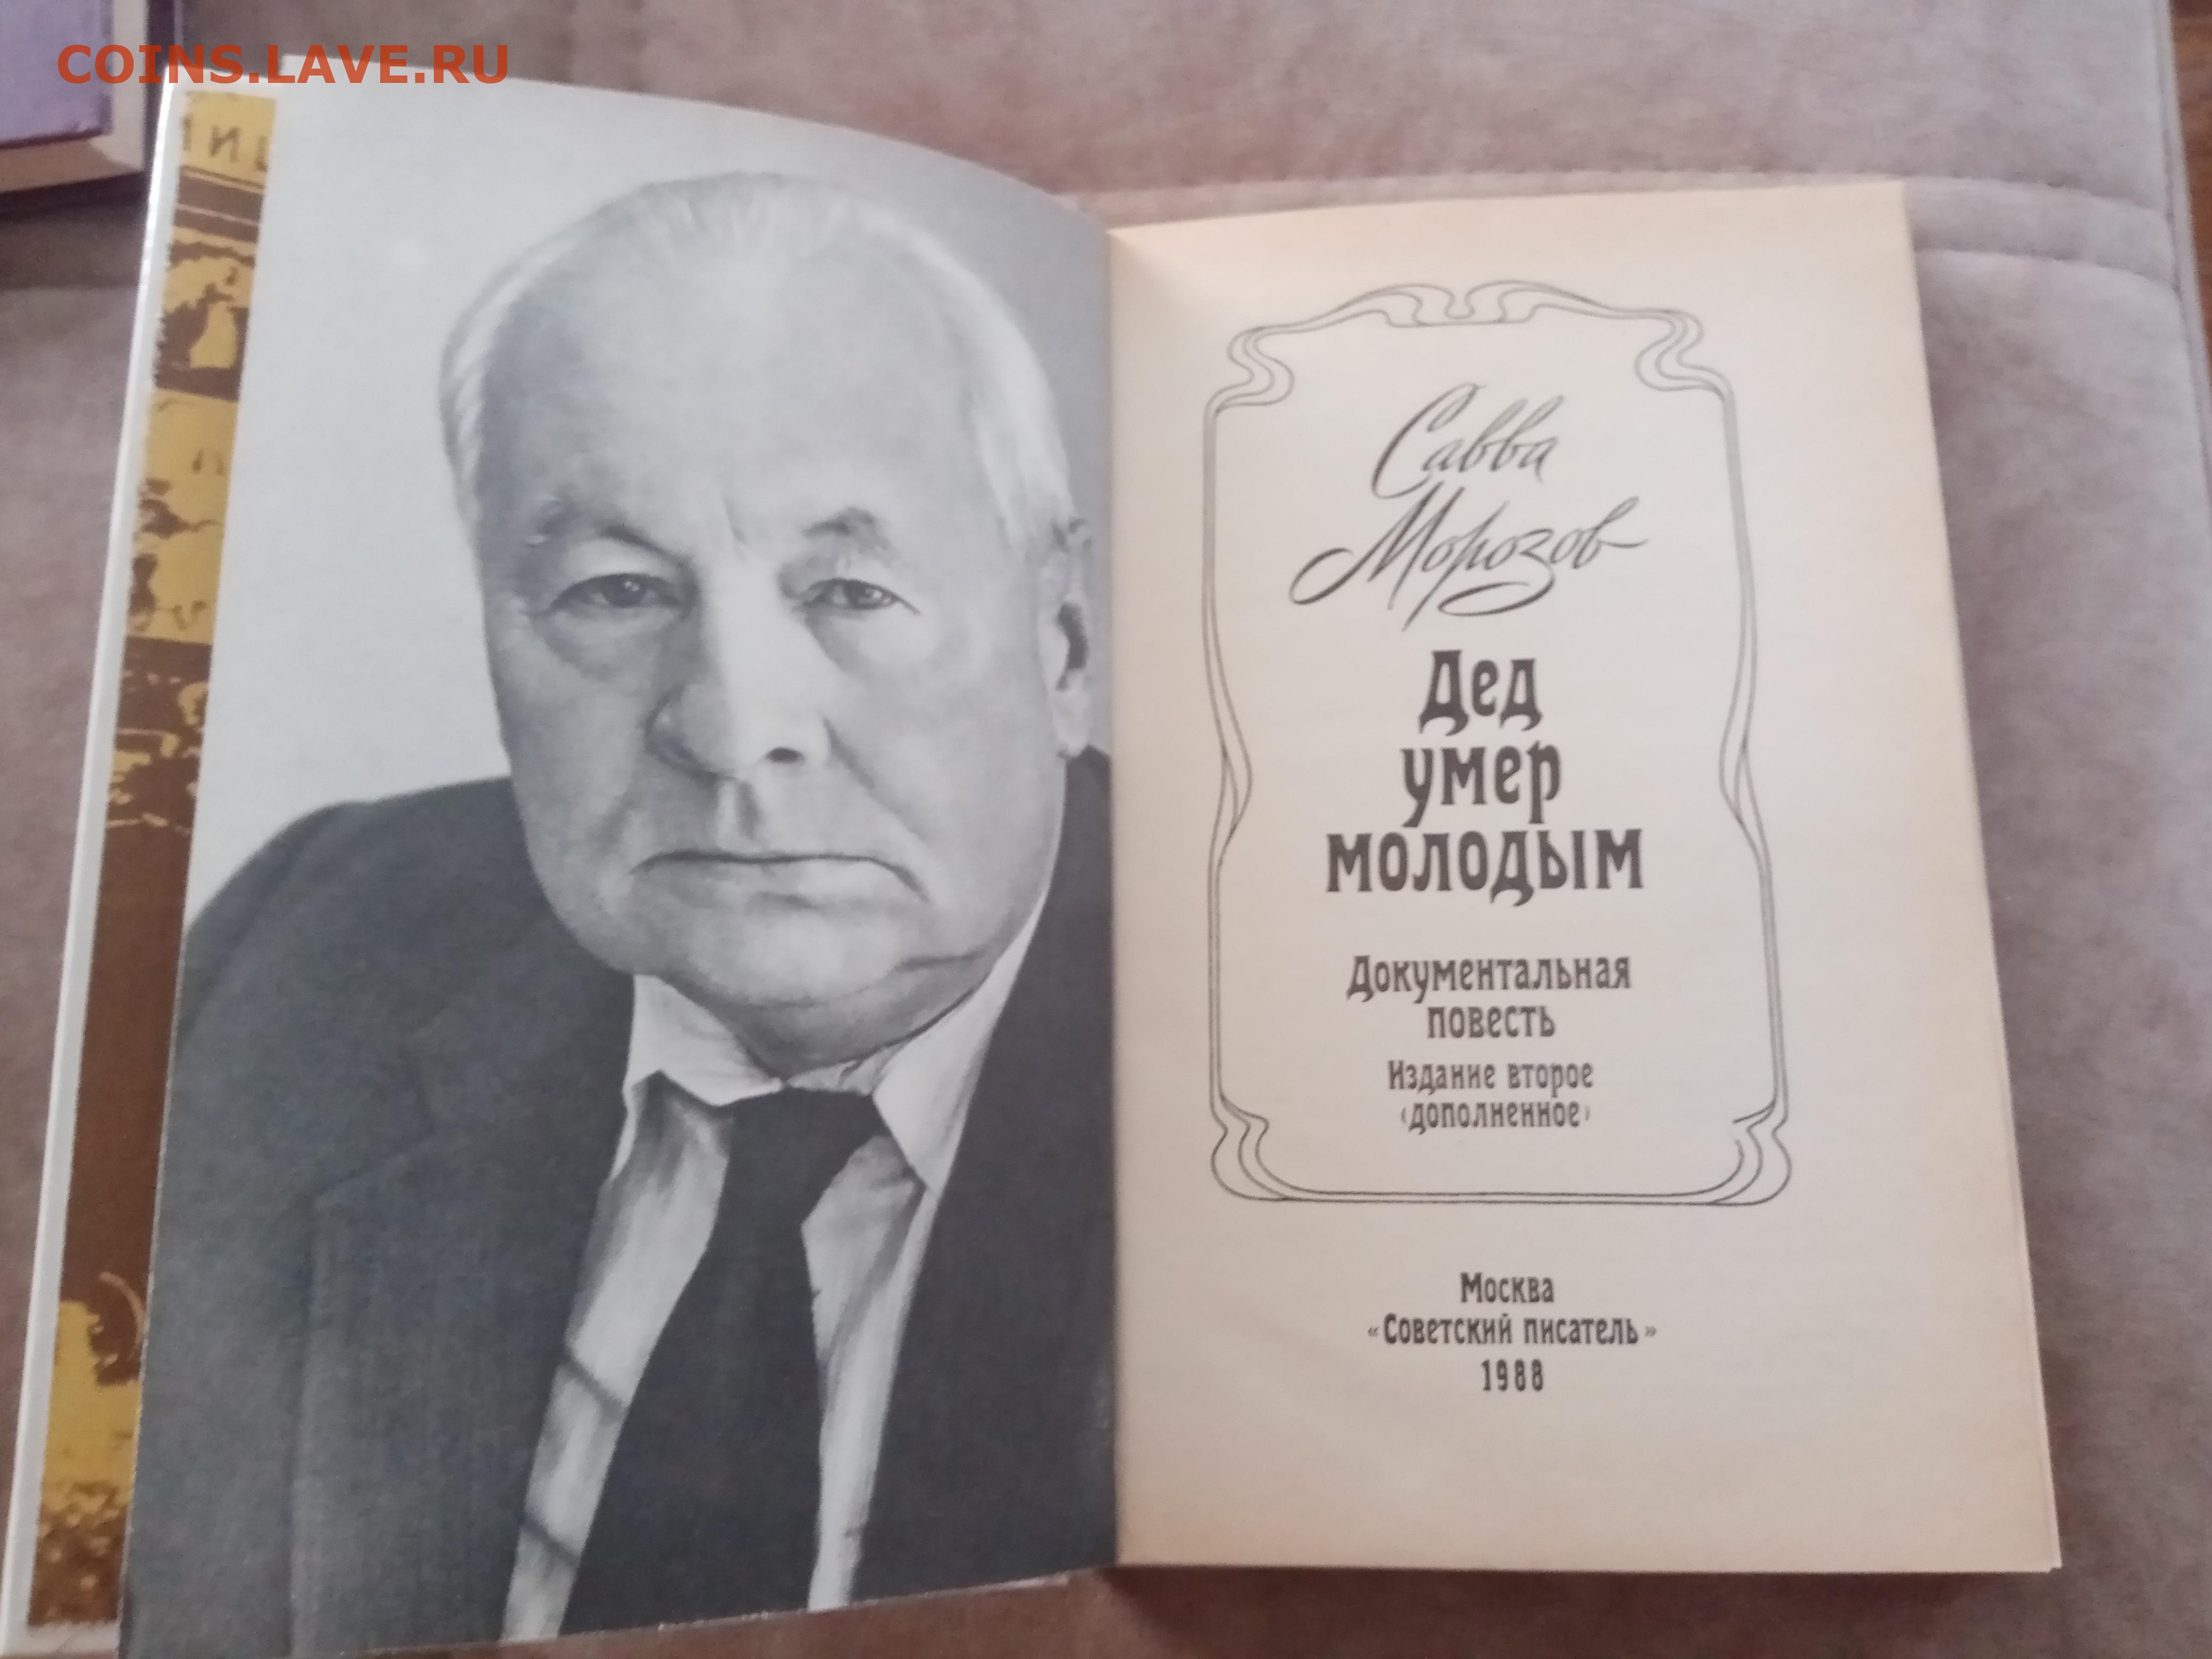 COINS.LAVE.RU
Савва
Морозов
Дед
умер
молодым
Документальная
повесть
Издание второе
(дополненное)
Москва
«Советский писатель»
1988